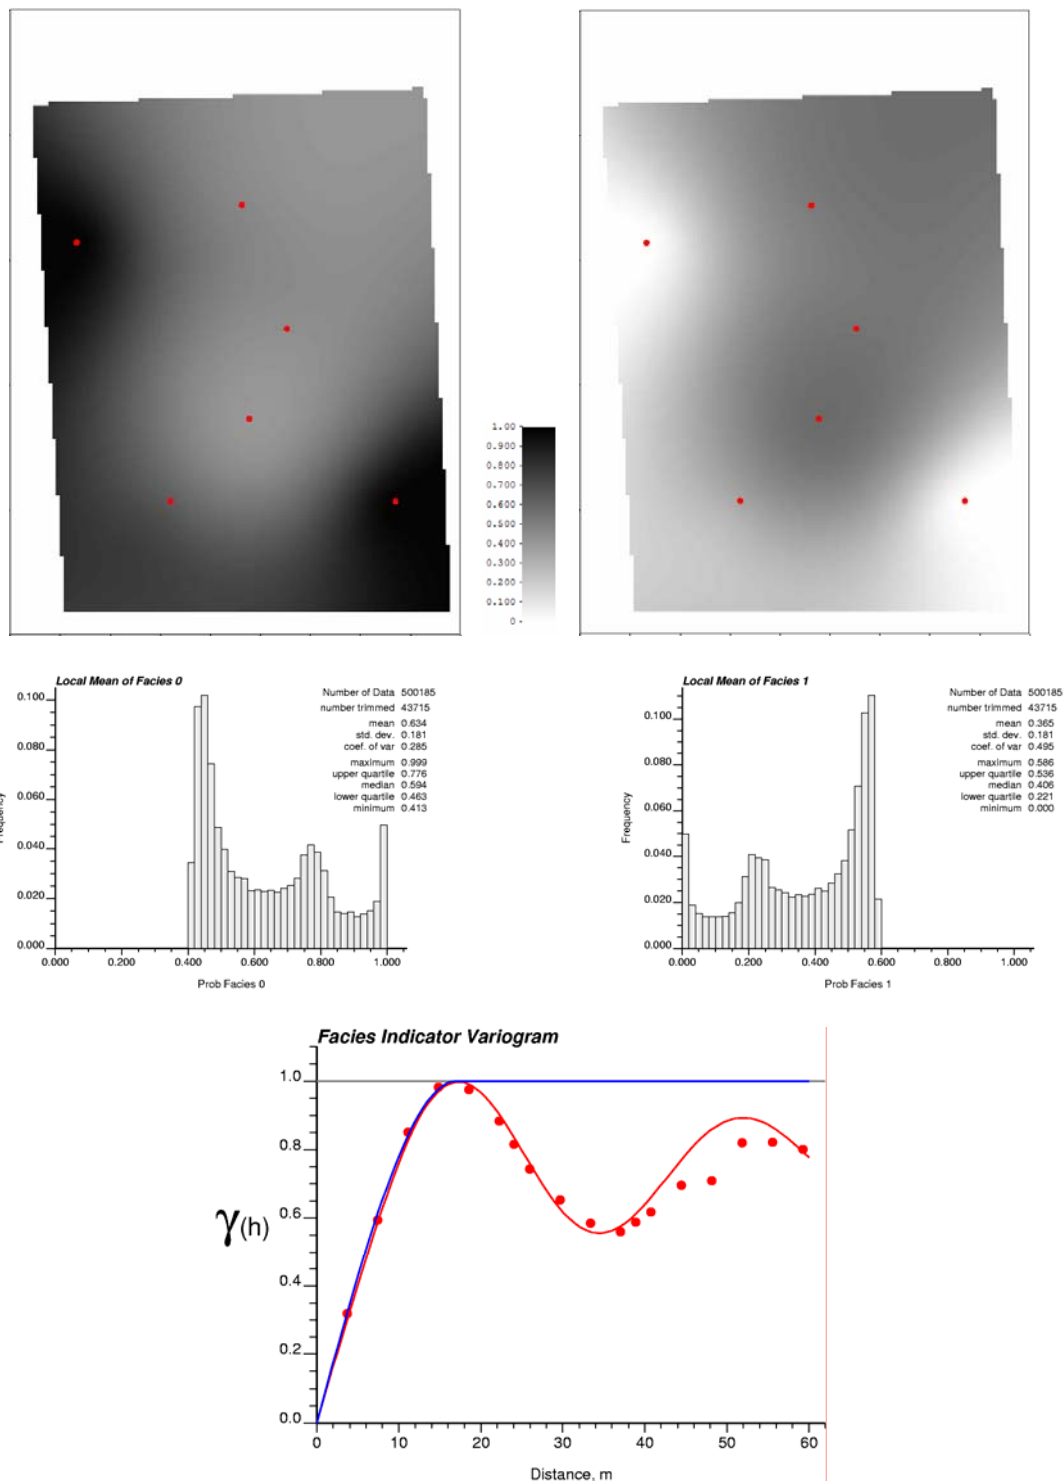 1.00
0.900
0.800
0.700
0.600
0.500
0.400
0.300
0.200
0.100
0
Local Mean of Facies 0
Number of Data 500185
number trimmed 43715
mean 0.634
std. dev. 0.181
coef. of var 0.285
maximum 0.999
upper quartile 0.776
median 0.594
lower quartile 0.463
minimum 0.413
Frequency
0.100
0.080
0.060
0.040
0.020
0.000
0.000 0.200 0.400 0.600 0.800 1.000
Prob Facies 0
Local Mean of Facies 1
Number of Data 500185
number trimmed 43715
mean 0.365
std. dev. 0.181
coef. of var 0.495
maximum 0.586
upper quartile 0.536
median 0.406
lower quartile 0.221
minimum 0.000
Frequency
0.100
0.080
0.060
0.040
0.020
0.000
0.000 0.200 0.400 0.600 0.800 1.000
Prob Facies 1
Facies Indicator Variogram
γ(h)
1.0
0.8
0.6
0.4
0.2
0.0
0 10 20 30 40 50 60
Distance, m